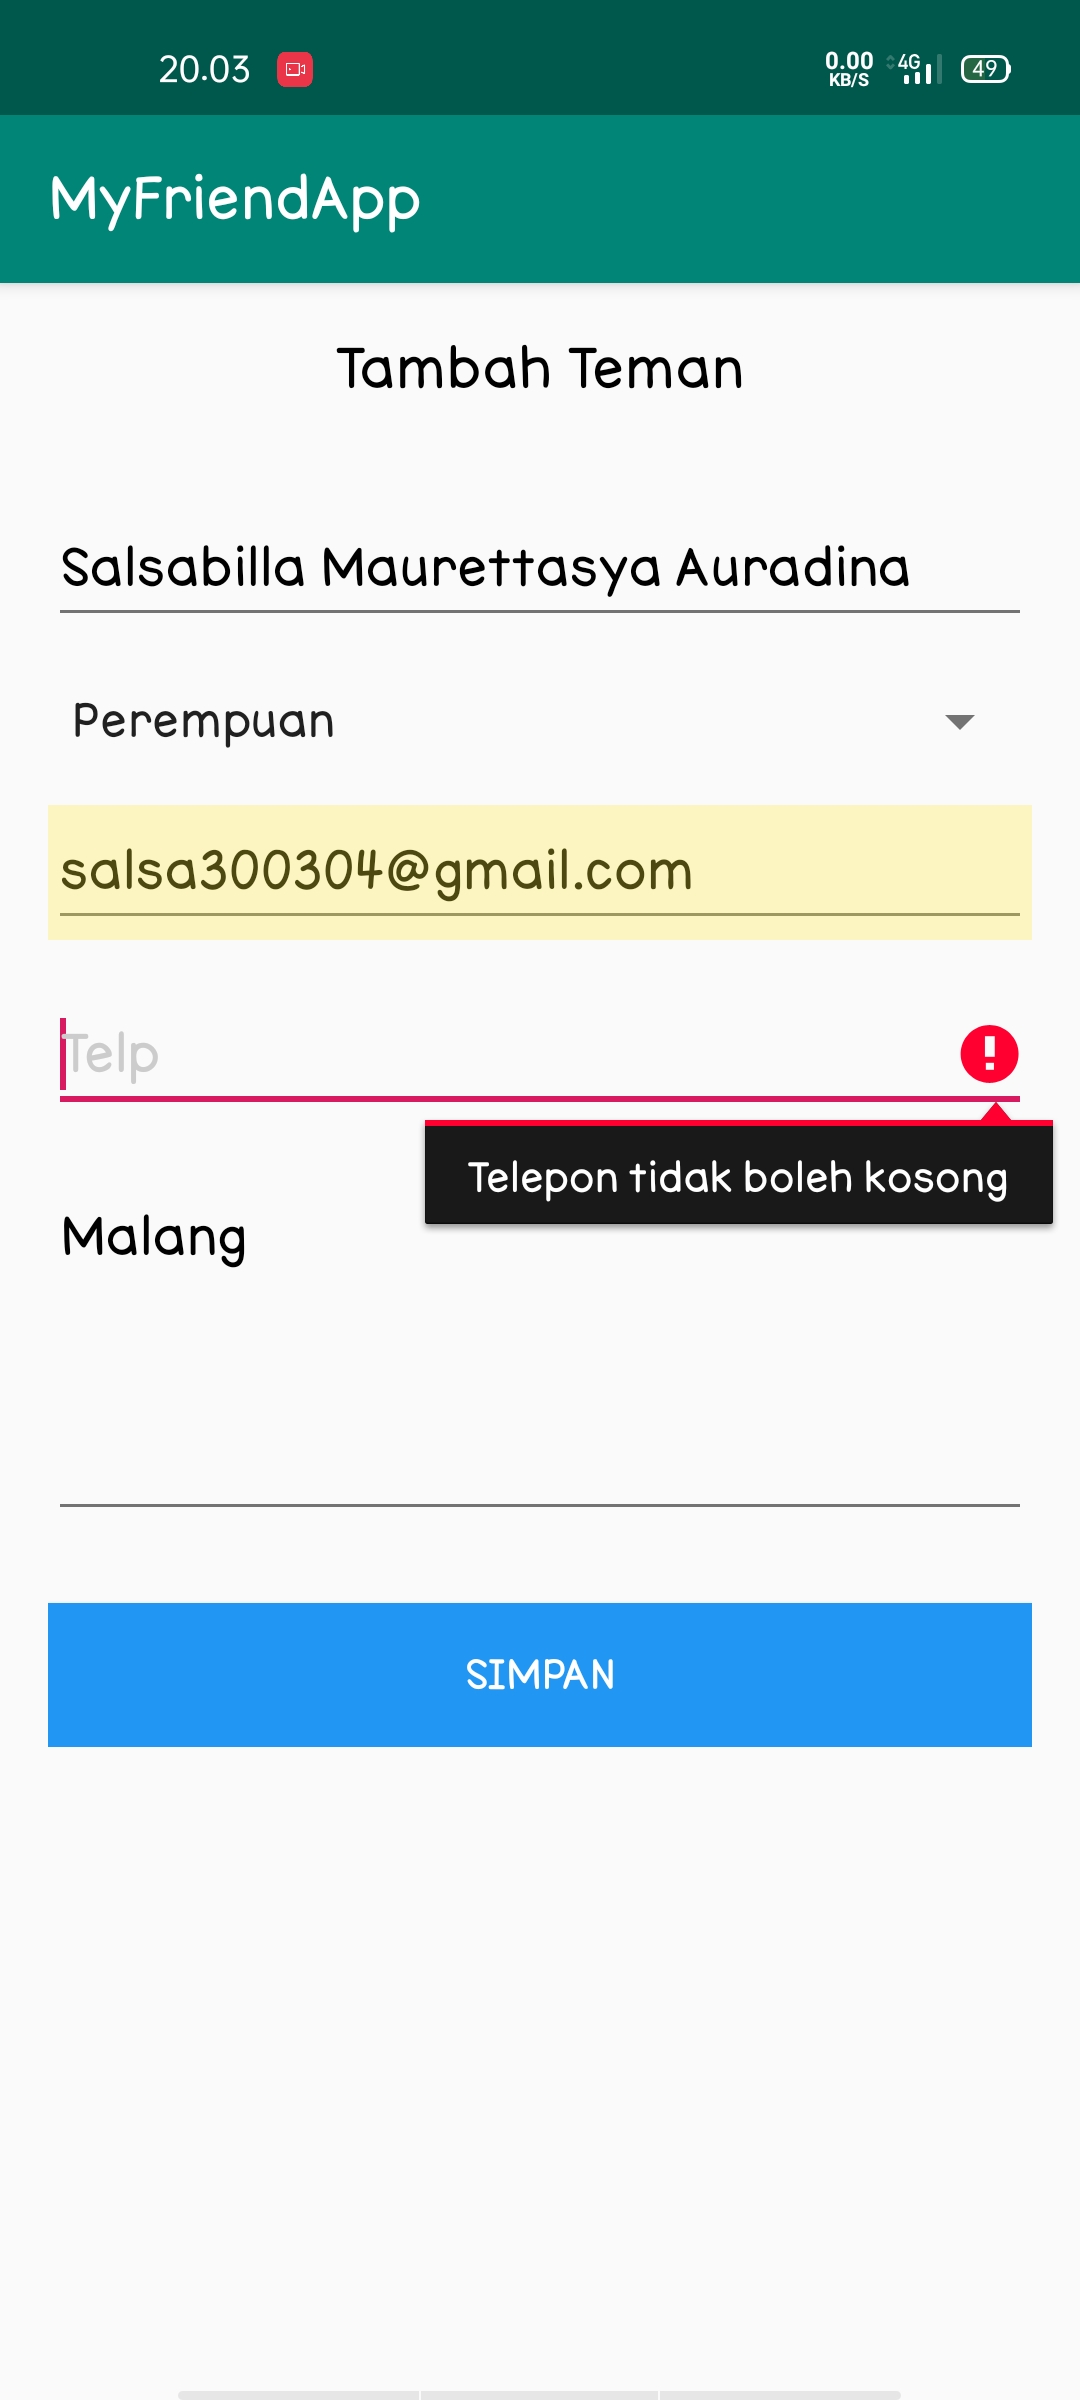 20.03
0.00
KB/S
4G
49
MyFriendApp
Tambah Teman
Salsabilla Maurettasya Auradina
Perempuan
salsa300304@gmail.com
Telp
Telepon tidak boleh kosong
Malang
SIMPAN